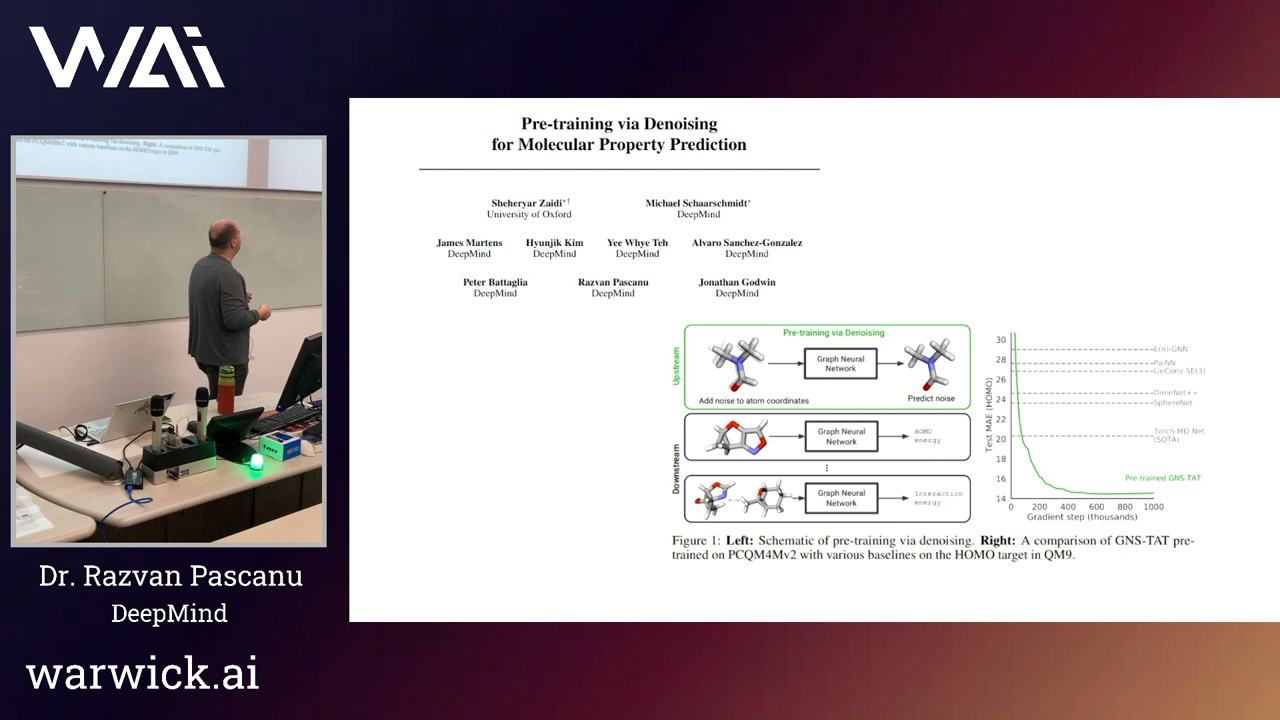 WAi
Pre-training via Denoising
for Molecular Property Prediction
Sheheryar Zaidi*†
University of Oxford
Michael Schaarschmidt*
DeepMind
James Martens
DeepMind
Hyunjik Kim
DeepMind
Yee Whye Teh
DeepMind
Alvaro Sanchez-Gonzalez
DeepMind
Peter Battaglia
DeepMind
Razvan Pascanu
DeepMind
Jonathan Godwin
DeepMind
Upstream
Pre-training via Denoising
Graph Neural
Network
Add noise to atom coordinates
Predict noise
Downstream
Graph Neural
Network
HOMO
energy
Graph Neural
Network
Interaction
energy
Test MAE (HOMO)
30
28
26
24
22
20
18
16
14
E(n)-GNN
PaiNN
LieConv-SE(3)
DimeNet++
SphereNet
Torch-MD-Net
(SOTA)
Pre-trained GNS-TAT
0 200 400 600 800 1000
Gradient step (thousands)
Figure 1: Left: Schematic of pre-training via denoising. Right: A comparison of GNS-TAT pre-
trained on PCQM4Mv2 with various baselines on the HOMO target in QM9.
Dr. Razvan Pascanu
DeepMind
warwick.ai